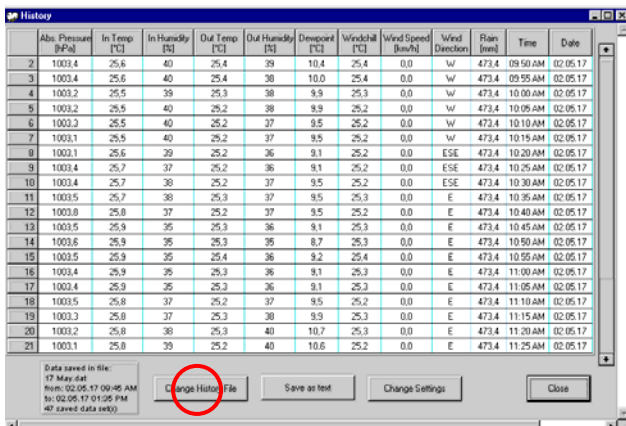 History
Abs. Pressure [hPa] In Temp [°C] In Humidity [%] Out Temp [°C] Out Humidity [%] Dewpoint [°C] Windchill [°C] Wind Speed [km/h] Wind Direction Rain [mm] Time Date
2 1003,4 25,6 40 25,4 39 10,4 25,4 0,0 W 473,4 09:50 AM 02.05.17
3 1003,4 25,6 40 25,4 38 10.0 25,4 0.0 W 473.4 09:55 AM 02.05.17
4 1003,2 25,5 39 25,3 38 9,9 25,3 0,0 W 473,4 10:00 AM 02.05.17
5 1003,2 25,5 40 25,2 38 9,9 25,2 0,0 W 473,4 10:05 AM 02.05.17
6 1003,3 25,5 40 25,2 37 9,5 25,2 0,0 W 473,4 10:10 AM 02.05.17
7 1003,1 25,5 40 25,2 37 9,5 25,2 0,0 W 473,4 10:15 AM 02.05.17
8 1003,1 25,6 39 25,2 36 9,1 25,2 0.0 ESE 473,4 10:20 AM 02.05.17
9 1003,4 25,7 37 25,2 36 9,1 25,2 0,0 ESE 473,4 10:25 AM 02.05.17
10 1003,4 25,7 38 25,2 37 9,5 25,2 0,0 ESE 473,4 10:30 AM 02.05.17
11 1003,5 25,7 38 25,3 37 9,5 25,3 0,0 E 473,4 10:35 AM 02.05.17
12 1003.8 25,8 37 25,2 37 9.5 25,2 0,0 E 473.4 10:40 AM 02.05.17
13 1003,5 25,9 35 25,3 36 9,1 25,3 0,0 E 473,4 10:45 AM 02.05.17
14 1003,6 25,9 35 25,3 35 8,7 25,3 0,0 E 473,4 10:50 AM 02.05.17
15 1003.5 25,9 35 25,4 36 9,2 25,4 0,0 E 473,4 10:55 AM 02.05.17
16 1003,4 25,9 35 25,3 36 9,1 25,3 0,0 E 473,4 11:00 AM 02.05.17
17 1003,4 25,9 35 25,3 36 9,1 25,3 0,0 E 473,4 11:05 AM 02.05.17
18 1003,5 25,8 37 25,2 37 9,5 25,2 0,0 E 473,4 11:10 AM 02.05.17
19 1003,3 25,8 37 25,3 38 9,9 25,3 0,0 E 473,4 11:15 AM 02.05.17
20 1003,2 25,8 38 25,3 40 10,7 25,3 0,0 E 473,4 11:20 AM 02.05.17
21 1003,1 25,8 39 25,2 40 10.6 25,2 0,0 E 473,4 11:25 AM 02.05.17
Data saved in file:
17 May.dat
from: 02.05.17 09:45 AM
to: 02.05.17 01:35 PM
47 saved data set(s)
Change History File Save as text Change Settings Close